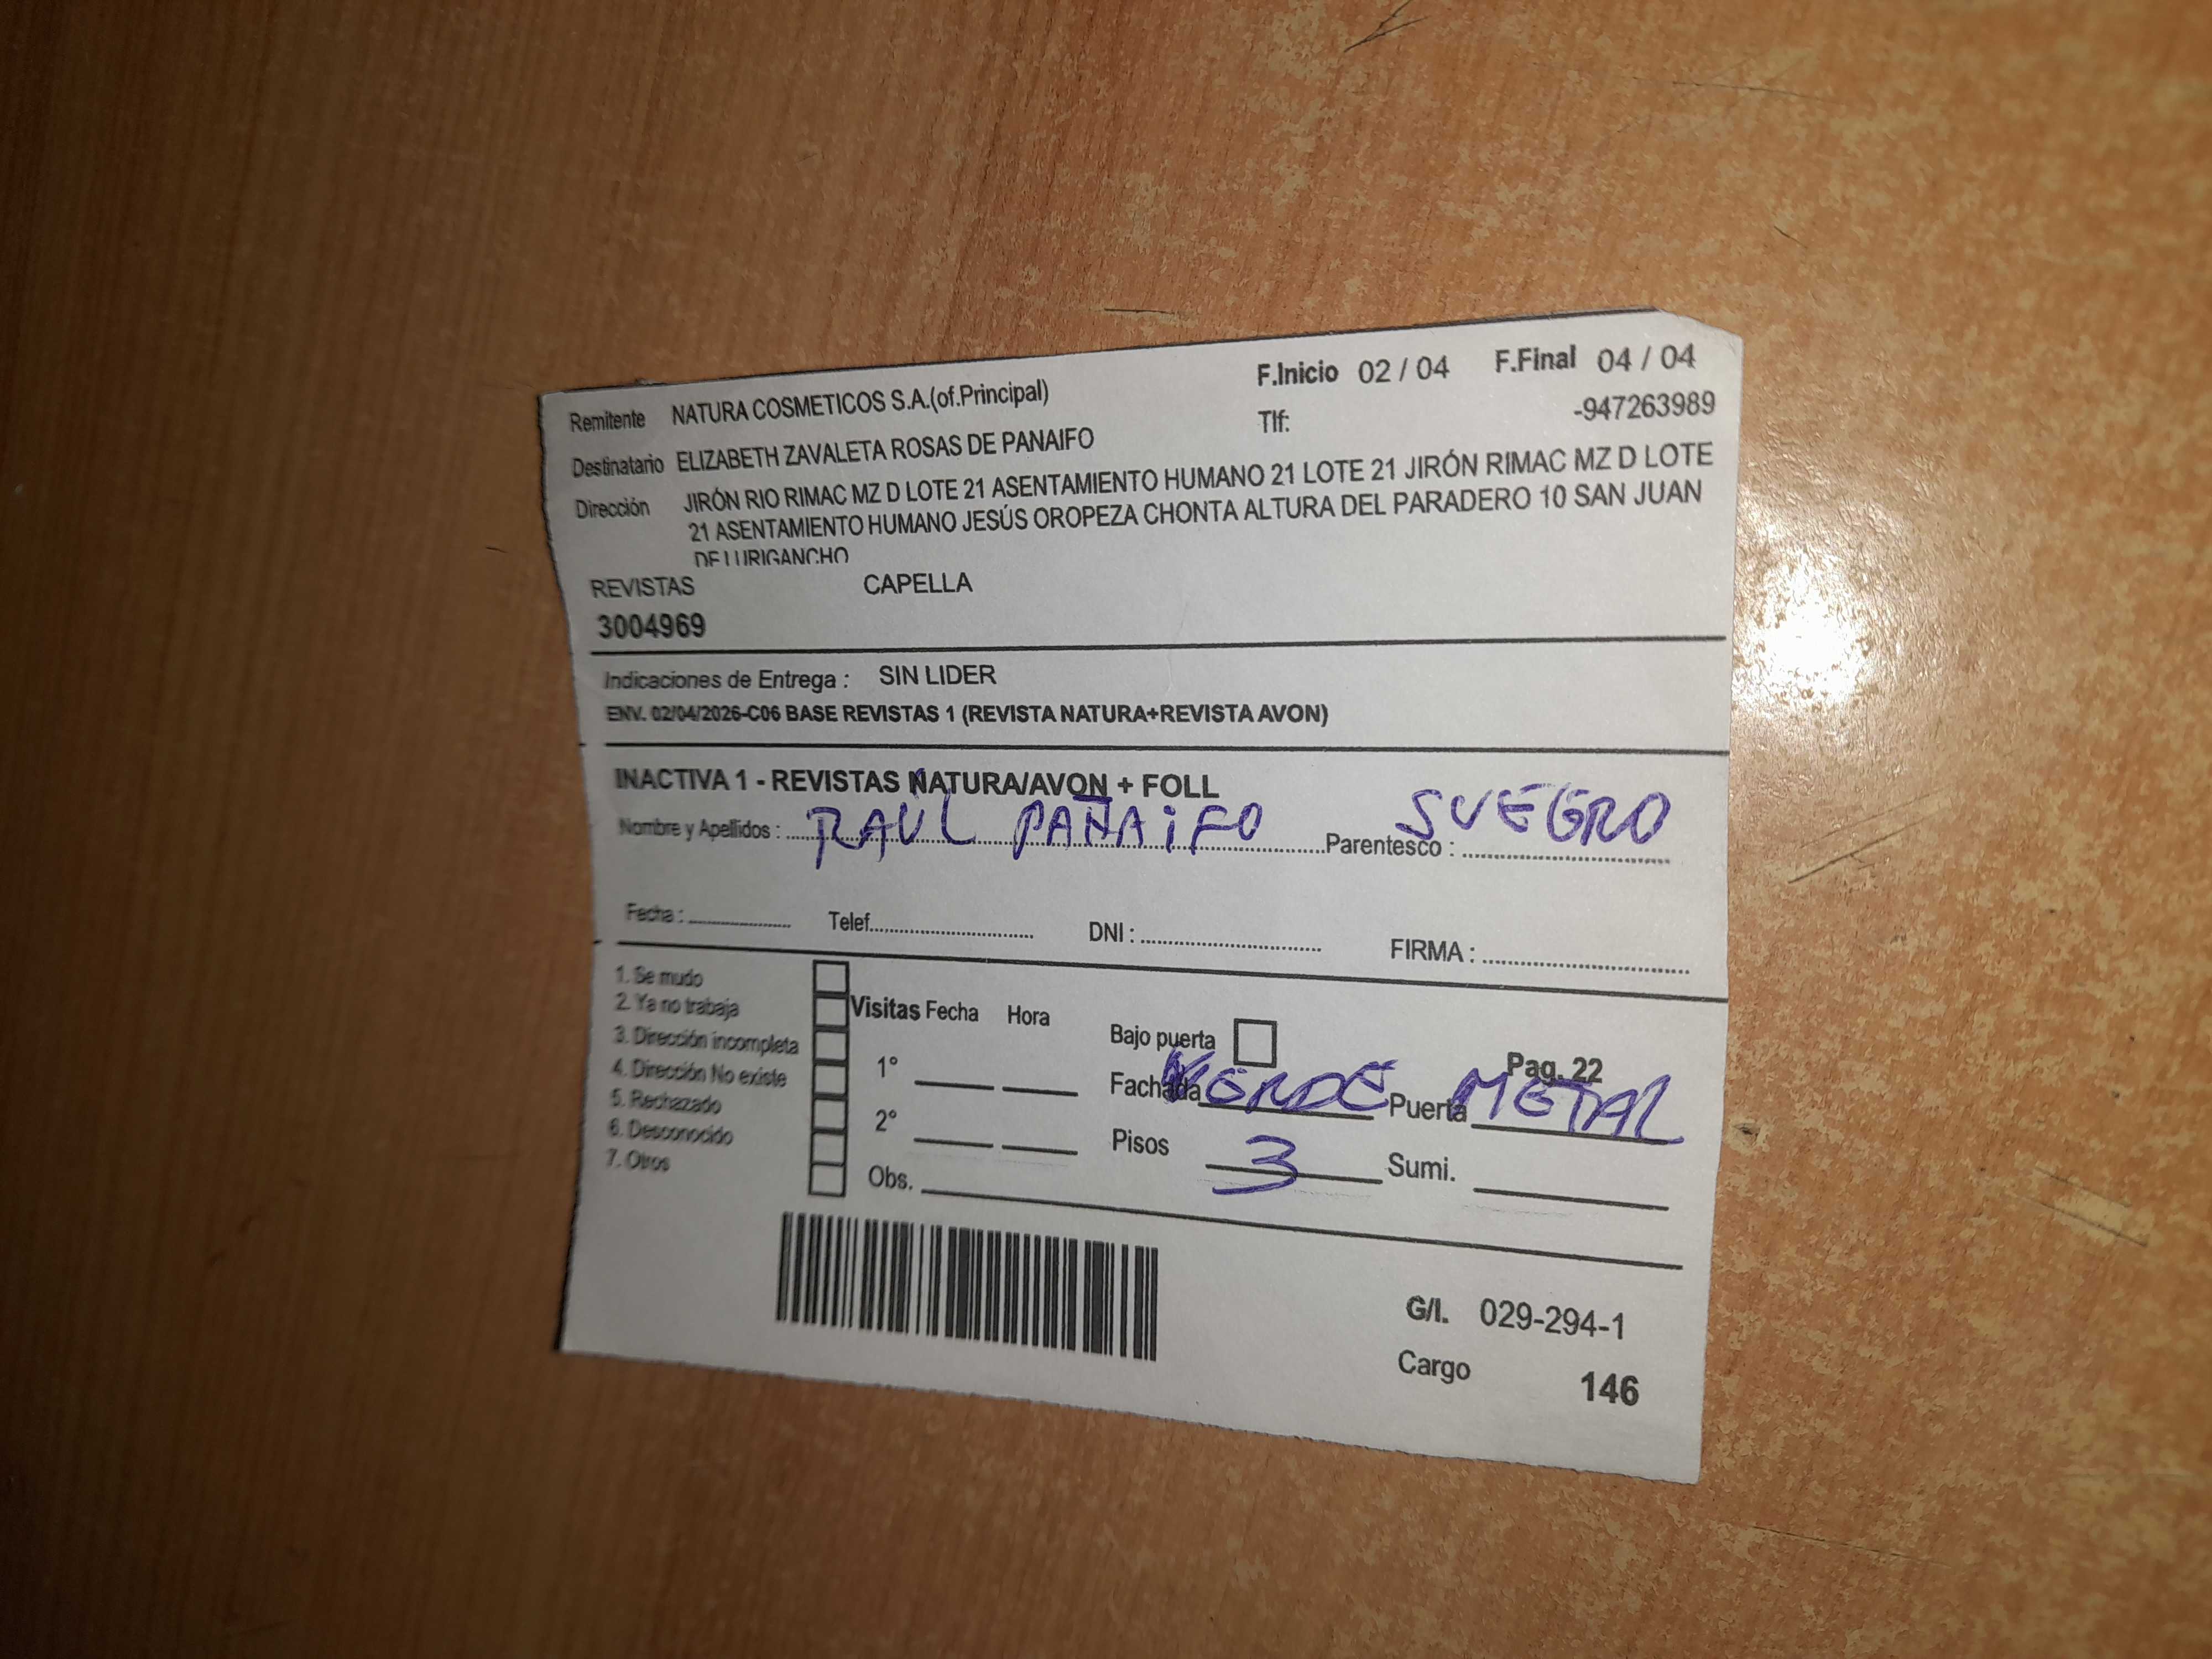 Remitente NATURA COSMETICOS S.A.(of.Principal) F.Inicio 02 / 04 F.Final 04 / 04
Tlf: -947263989
Destinatario ELIZABETH ZAVALETA ROSAS DE PANAIFO
Dirección JIRÓN RIO RIMAC MZ D LOTE 21 ASENTAMIENTO HUMANO 21 LOTE 21 JIRÓN RIMAC MZ D LOTE
21 ASENTAMIENTO HUMANO JESÚS OROPEZA CHONTA ALTURA DEL PARADERO 10 SAN JUAN
DE LURIGANCHO
REVISTAS CAPELLA
3004969
Indicaciones de Entrega : SIN LIDER
ENV. 02/04/2026-C06 BASE REVISTAS 1 (REVISTA NATURA+REVISTA AVON)
INACTIVA 1 - REVISTAS NATURA/AVON + FOLL
Nombre y Apellidos : RAÚL PAÑAIFO Parentesco : SUEGRO
Fecha : Telef. DNI : FIRMA :
1. Se mudo
2. Ya no trabaja
3. Dirección incompleta
4. Dirección No existe
5. Rechazado
6. Desconocido
7. Otros
Visitas Fecha Hora
1°
2°
Obs.
Bajo puerta Pag. 22
Fachada VERDE Puerta METAL
Pisos 3 Sumi.
G/I. 029-294-1
Cargo 146